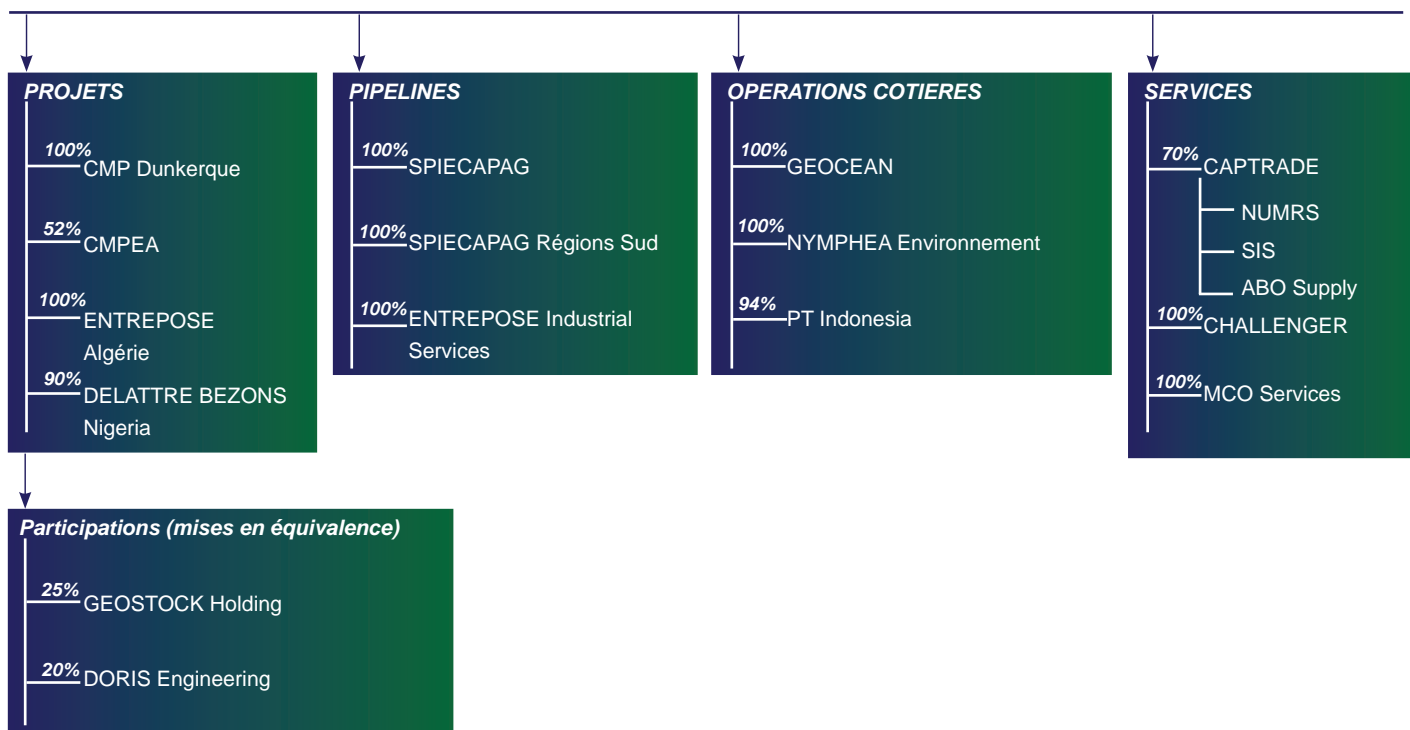 PROJETS
100%
CMP Dunkerque
52%
CMPEA
100%
ENTREPOSE
Algérie
90%
DELATTRE BEZONS
Nigeria
PIPELINES
100%
SPIECAPAG
100%
SPIECAPAG Régions Sud
100%
ENTREPOSE Industrial
Services
OPERATIONS COTIERES
100%
GEOCEAN
100%
NYMPHEA Environnement
94%
PT Indonesia
SERVICES
70%
CAPTRADE
NUMRS
SIS
ABO Supply
100%
CHALLENGER
100%
MCO Services
Participations (mises en équivalence)
25%
GEOSTOCK Holding
20%
DORIS Engineering